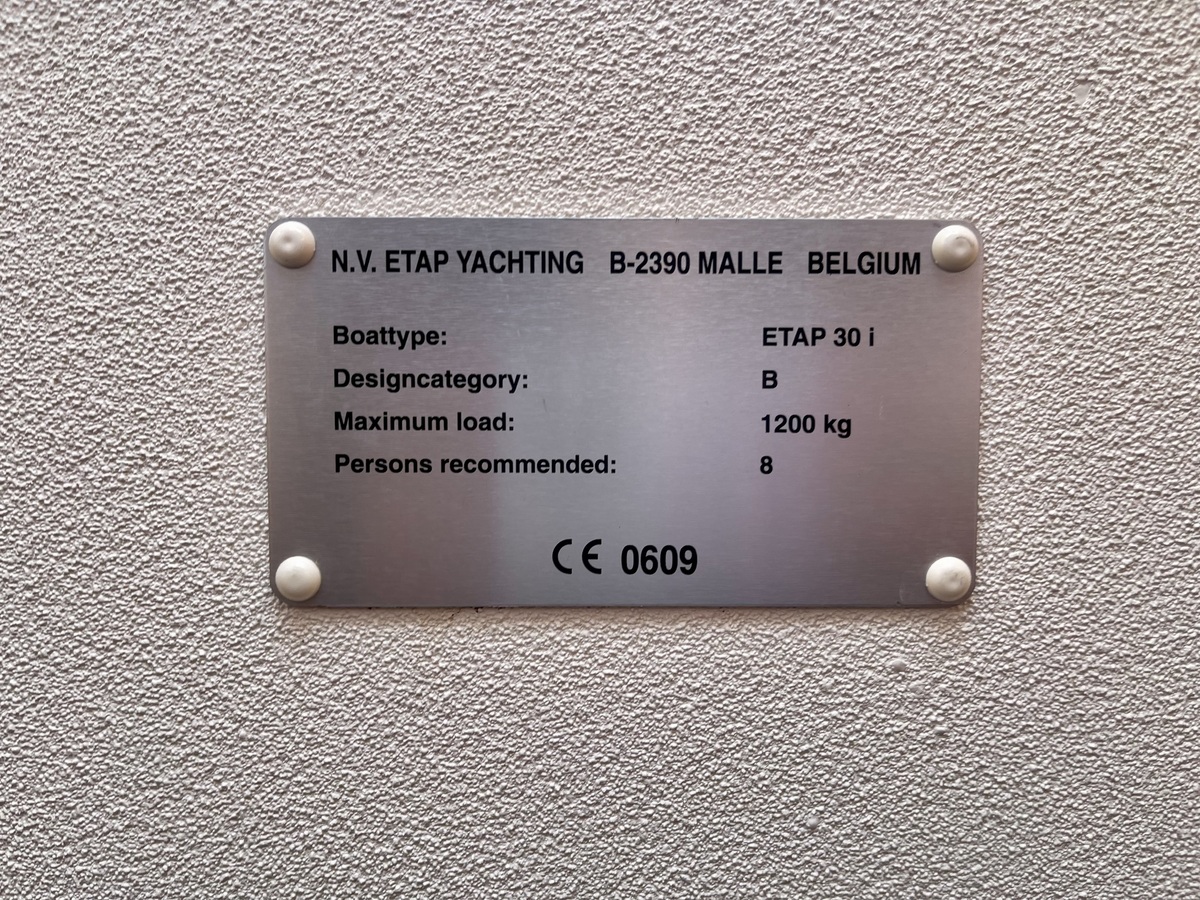 N.V. ETAP YACHTING B-2390 MALLE BELGIUM
Boattype: ETAP 30 i
Designcategory: B
Maximum load: 1200 kg
Persons recommended: 8
CE 0609